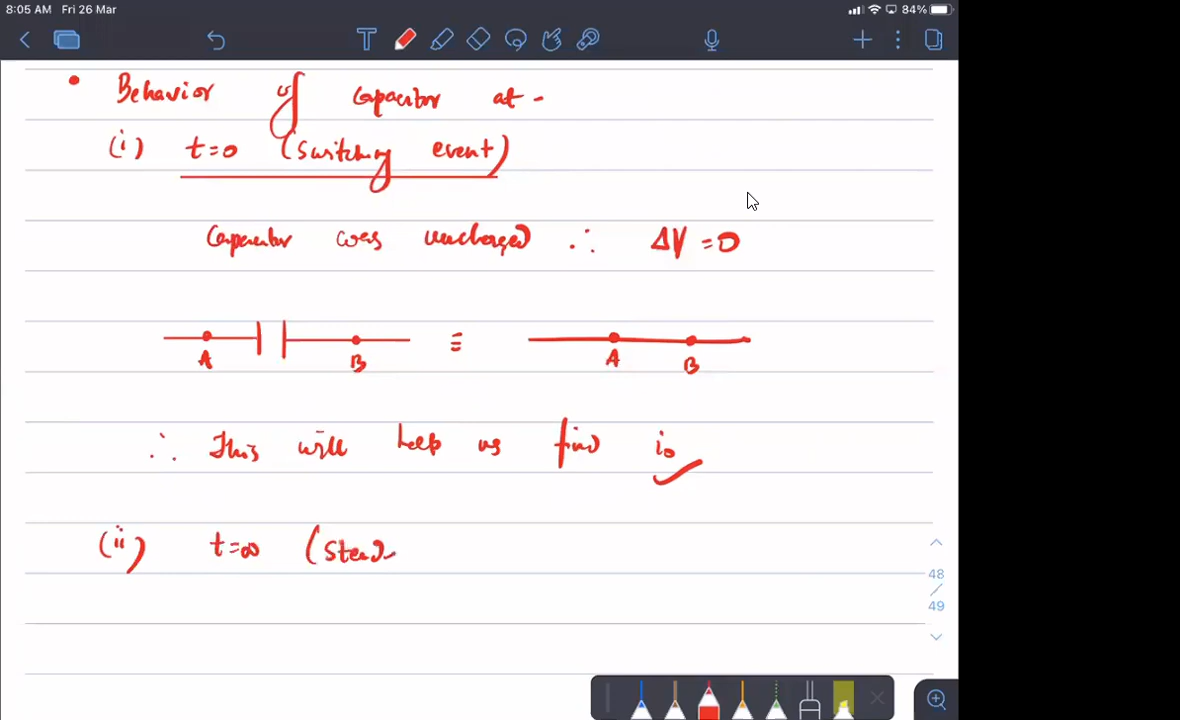 8:05 AM Fri 26 Mar 84%
• Behavior of capacitor at -
(i) t=0 (switching event)
Capacitor was uncharged ∴ ΔV = 0
A B ≡ A B
∴ This will help us find i₀
(ii) t=∞ (Stead
48
/
49